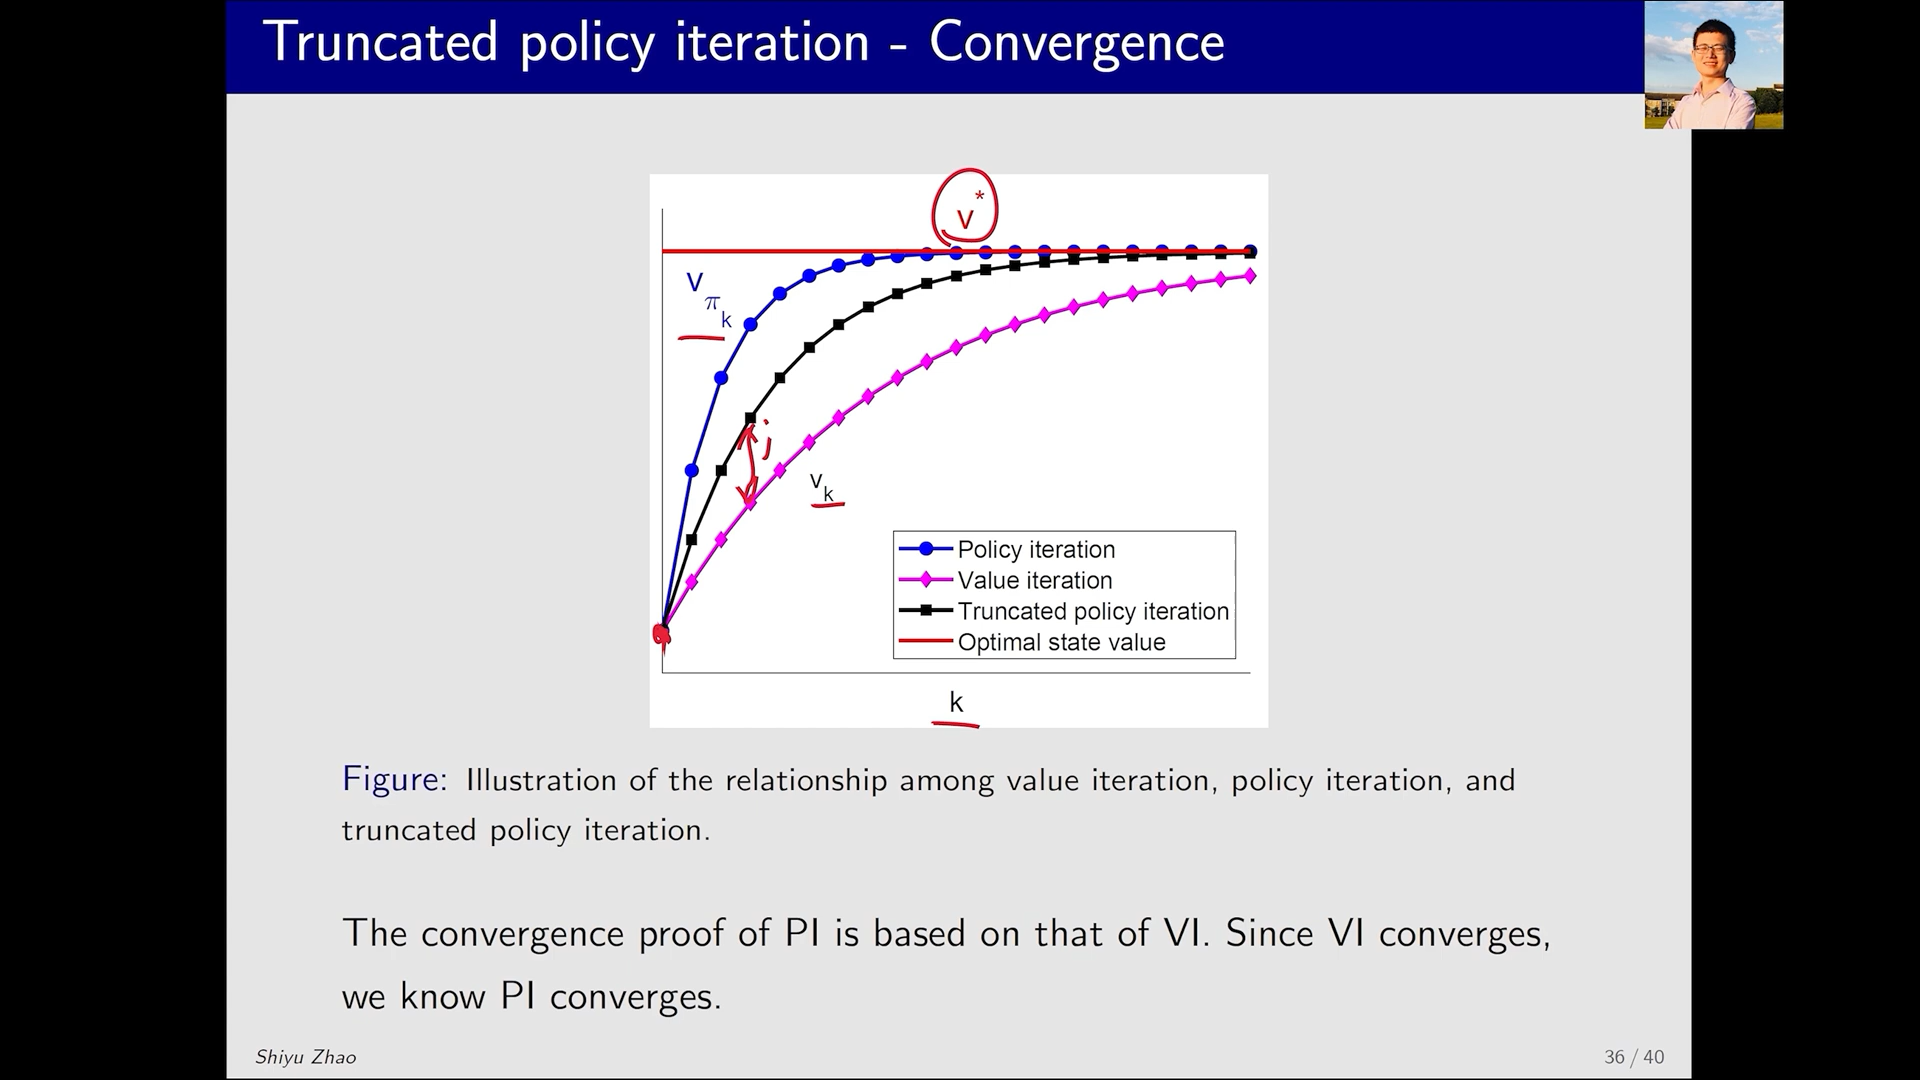 Truncated policy iteration - Convergence
v*
v_π_k
j
v_k
Policy iteration
Value iteration
Truncated policy iteration
Optimal state value
k
Figure: Illustration of the relationship among value iteration, policy iteration, and
truncated policy iteration.
The convergence proof of PI is based on that of VI. Since VI converges,
we know PI converges.
Shiyu Zhao
36 / 40